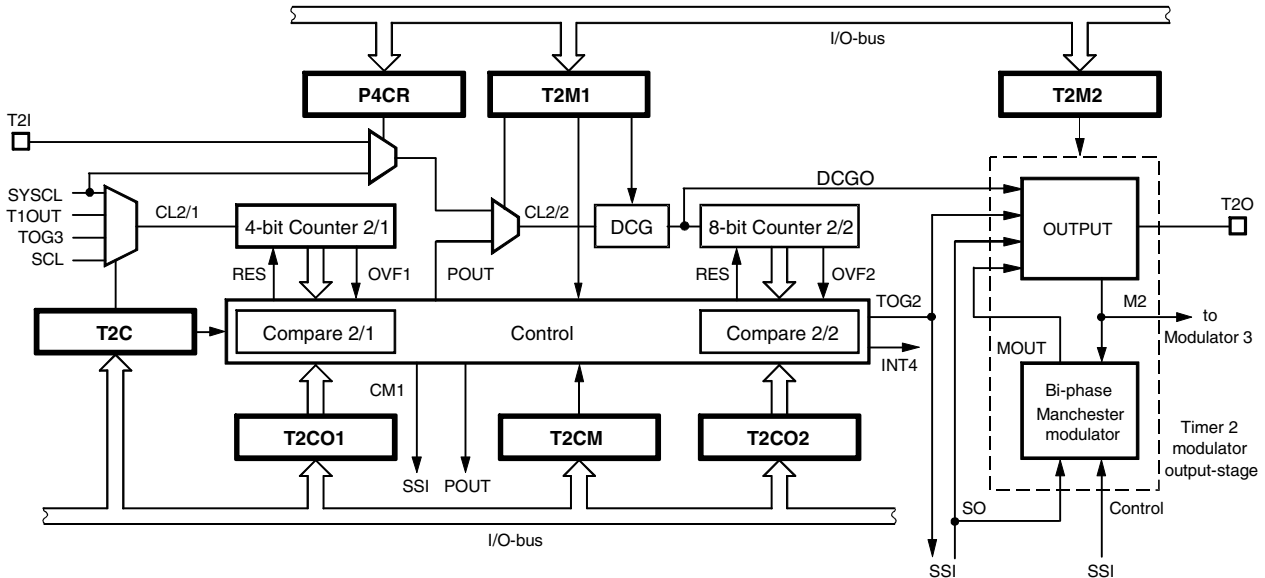 I/O-bus
P4CR
T2M1
T2M2
T2I
SYSCL
T1OUT
TOG3
SCL
CL2/1
4-bit Counter 2/1
CL2/2
DCG
DCGO
8-bit Counter 2/2
OUTPUT
T2O
RES
OVF1
POUT
RES
OVF2
TOG2
T2C
Compare 2/1
Control
Compare 2/2
INT4
M2
to
Modulator 3
MOUT
CM1
Bi-phase
Manchester
modulator
T2CO1
T2CM
T2CO2
Timer 2
modulator
output-stage
SSI
POUT
SO
Control
I/O-bus
SSI
SSI